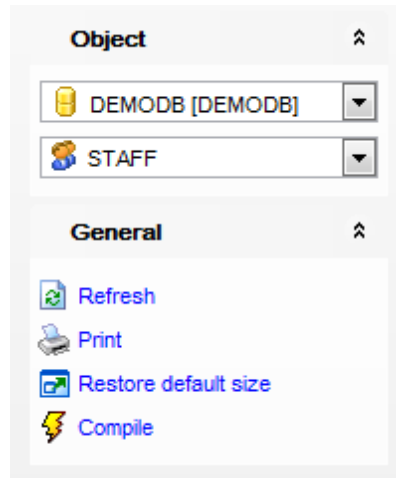 Object
DEMODB [DEMODB]
STAFF
General
Refresh
Print
Restore default size
Compile